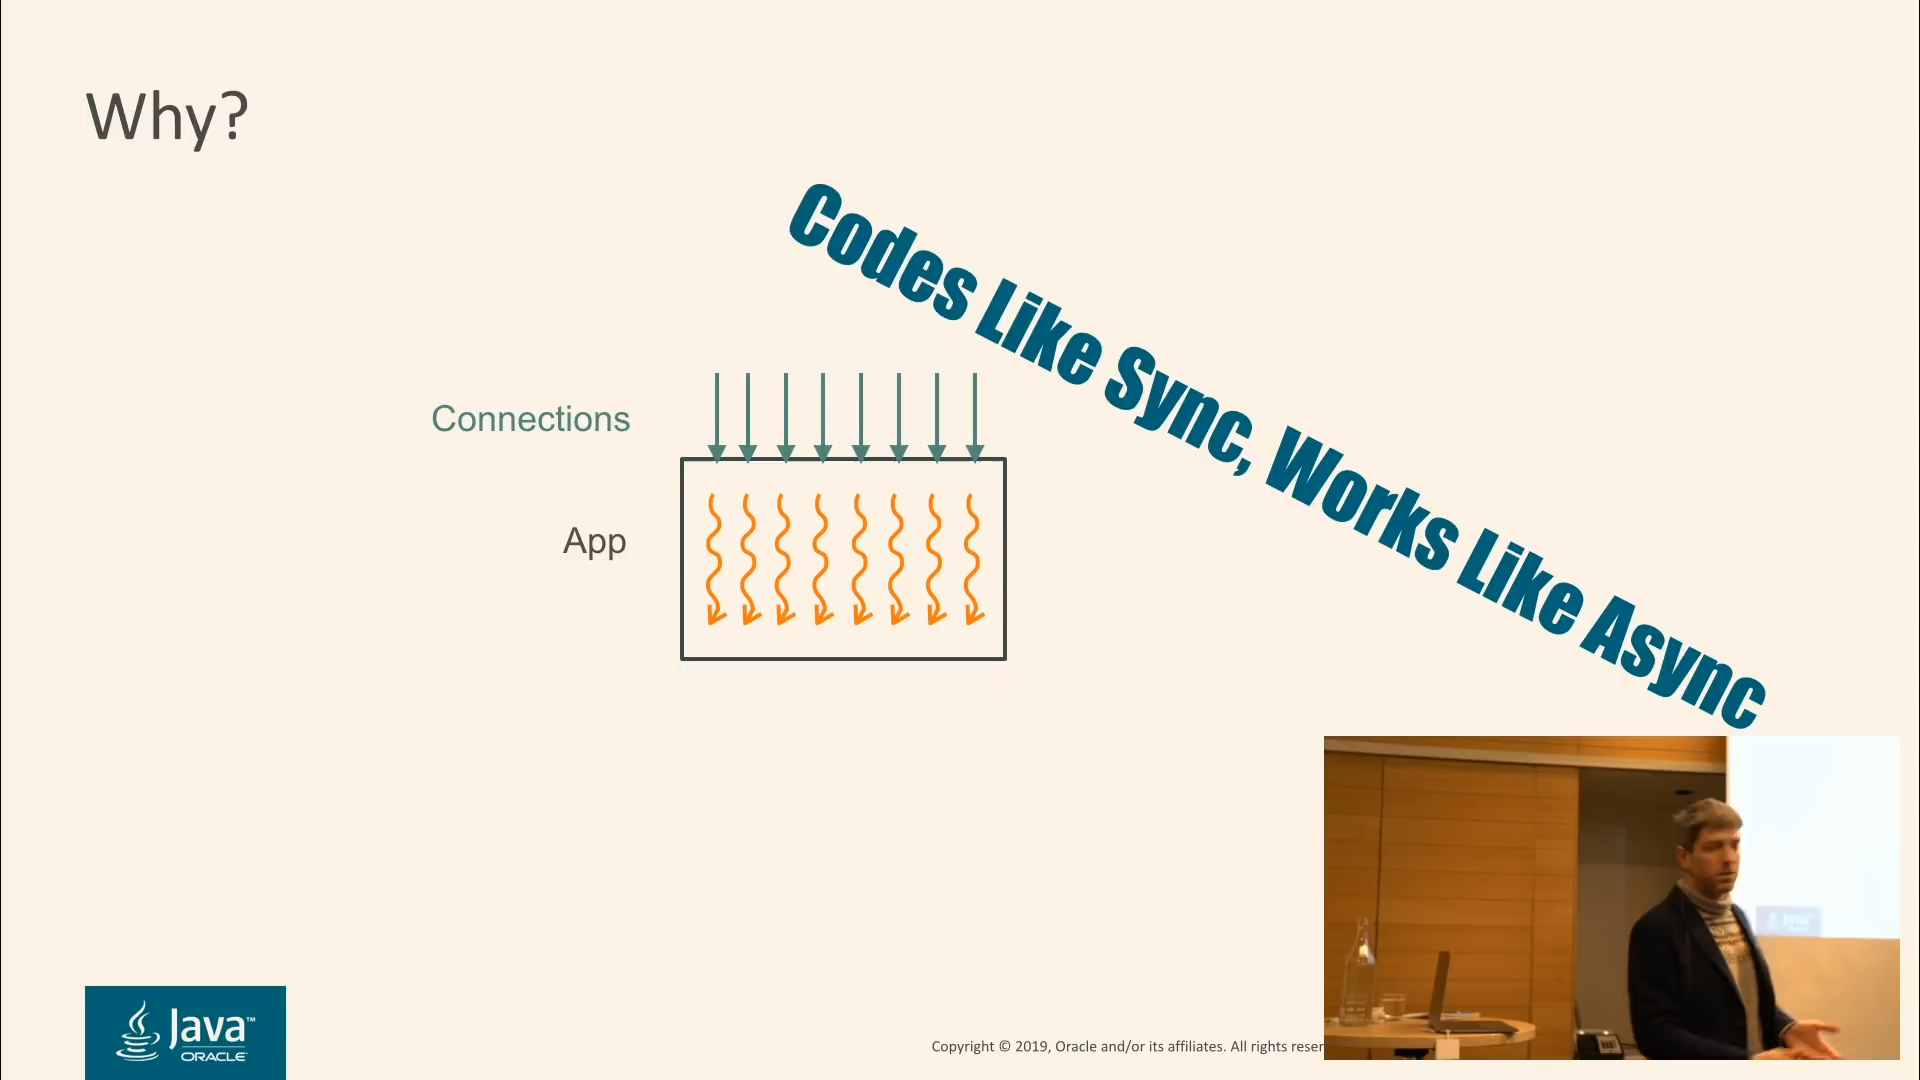 Why?
Codes Like Sync, Works Like Async
Connections
App
Java™
ORACLE
Copyright © 2019, Oracle and/or its affiliates. All rights reser